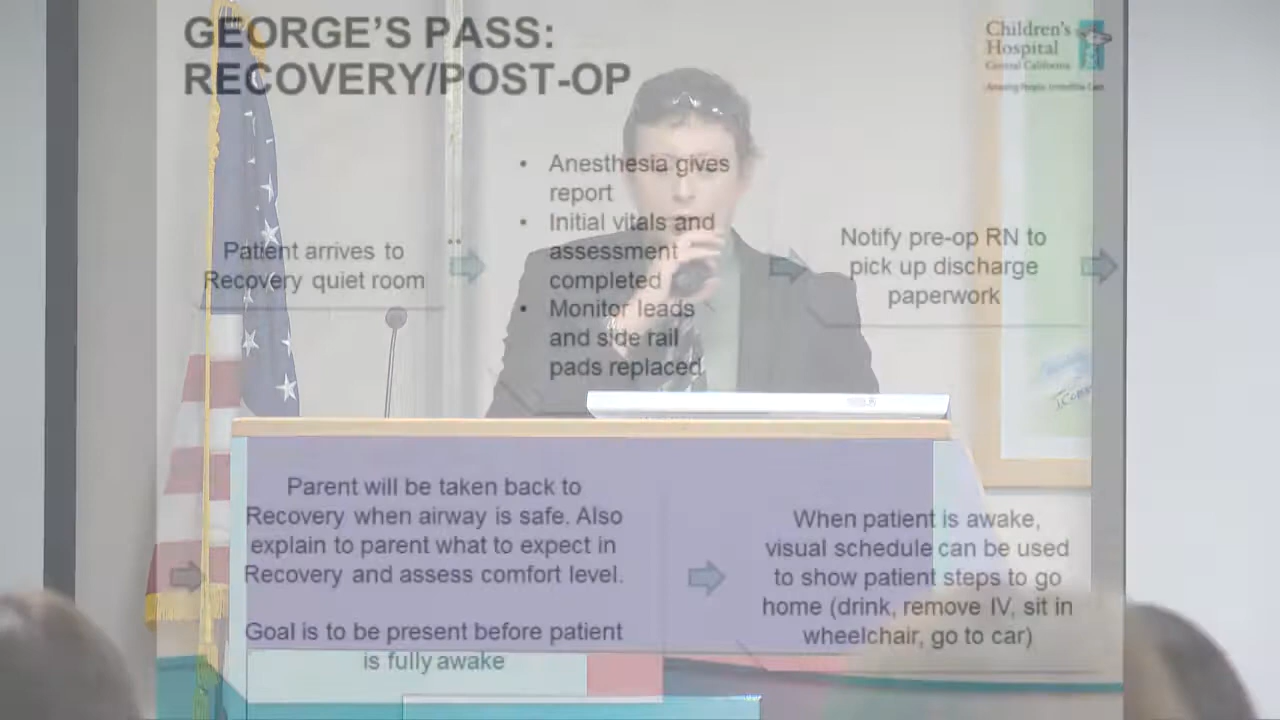 GEORGE'S PASS:
RECOVERY/POST-OP
Children's
Hospital
Central California
Patient arrives to
Recovery quiet room
• Anesthesia gives
report
• Initial vitals and
assessment
completed
• Monitor leads
and side rail
pads replaced
Notify pre-op RN to
pick up discharge
paperwork
Parent will be taken back to
Recovery when airway is safe. Also
explain to parent what to expect in
Recovery and assess comfort level.
Goal is to be present before patient
is fully awake
When patient is awake,
visual schedule can be used
to show patient steps to go
home (drink, remove IV, sit in
wheelchair, go to car)